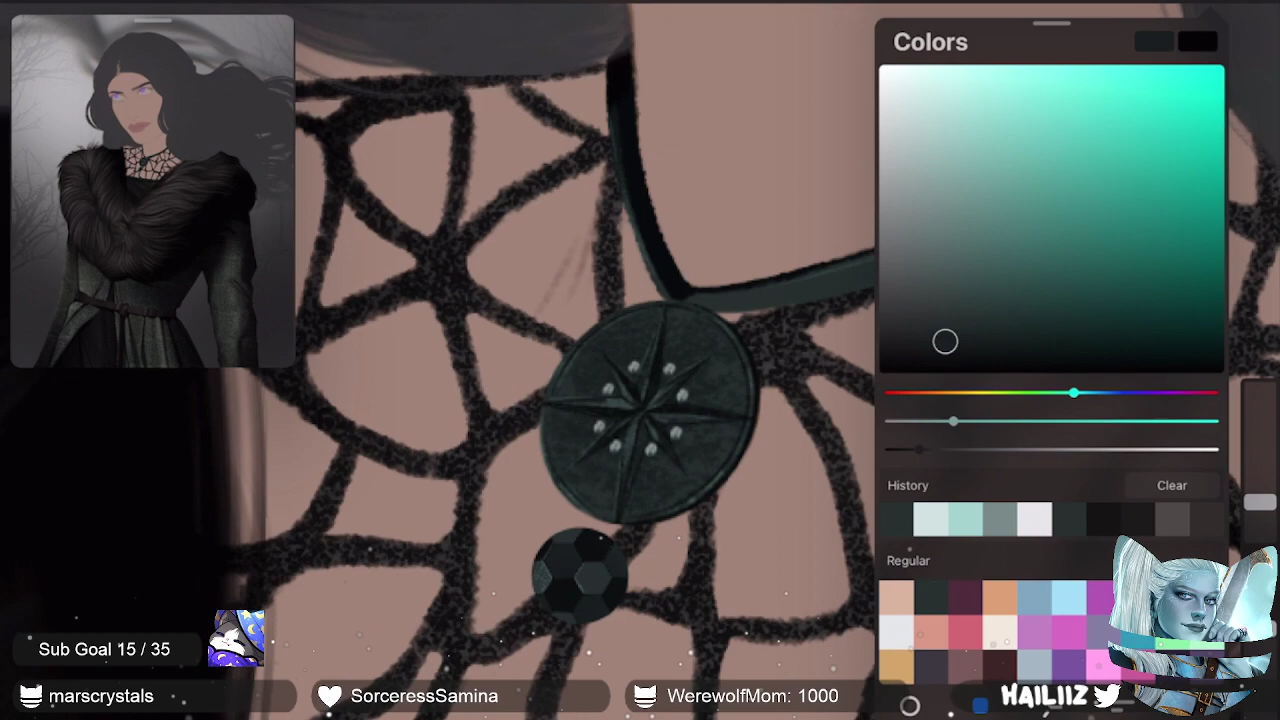 Colors
History
Clear
Regular
Sub Goal 15 / 35
marscrystals
SorceressSamina
WerewolfMom: 1000
HAILIIZ